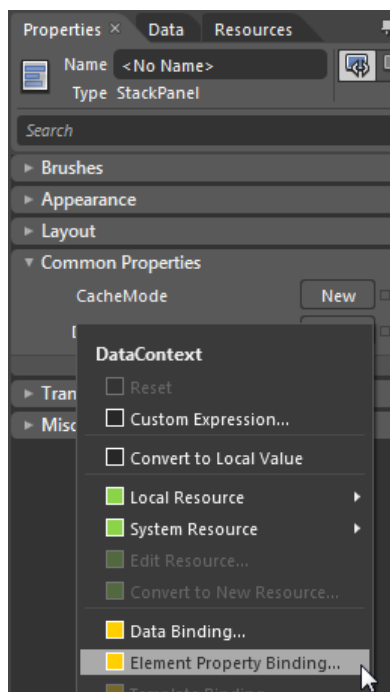 Properties × Data Resources
Name <No Name>
Type StackPanel
Search
Brushes
Appearance
Layout
Common Properties
CacheMode New
DataContext
Reset
Tran
Custom Expression...
Misc
Convert to Local Value
Local Resource
System Resource
Edit Resource...
Convert to New Resource...
Data Binding...
Element Property Binding...